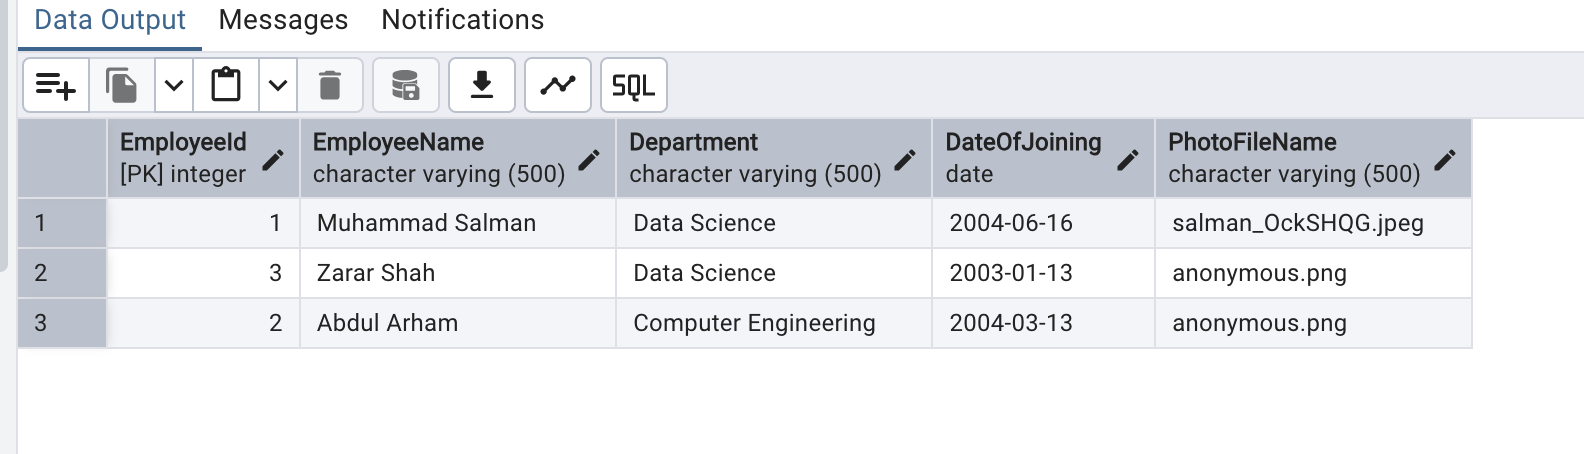 Data Output Messages Notifications
SQL
EmployeeId EmployeeName Department DateOfJoining PhotoFileName
[PK] integer character varying (500) character varying (500) date character varying (500)
1 1 Muhammad Salman Data Science 2004-06-16 salman_OckSHQG.jpeg
2 3 Zarar Shah Data Science 2003-01-13 anonymous.png
3 2 Abdul Arham Computer Engineering 2004-03-13 anonymous.png